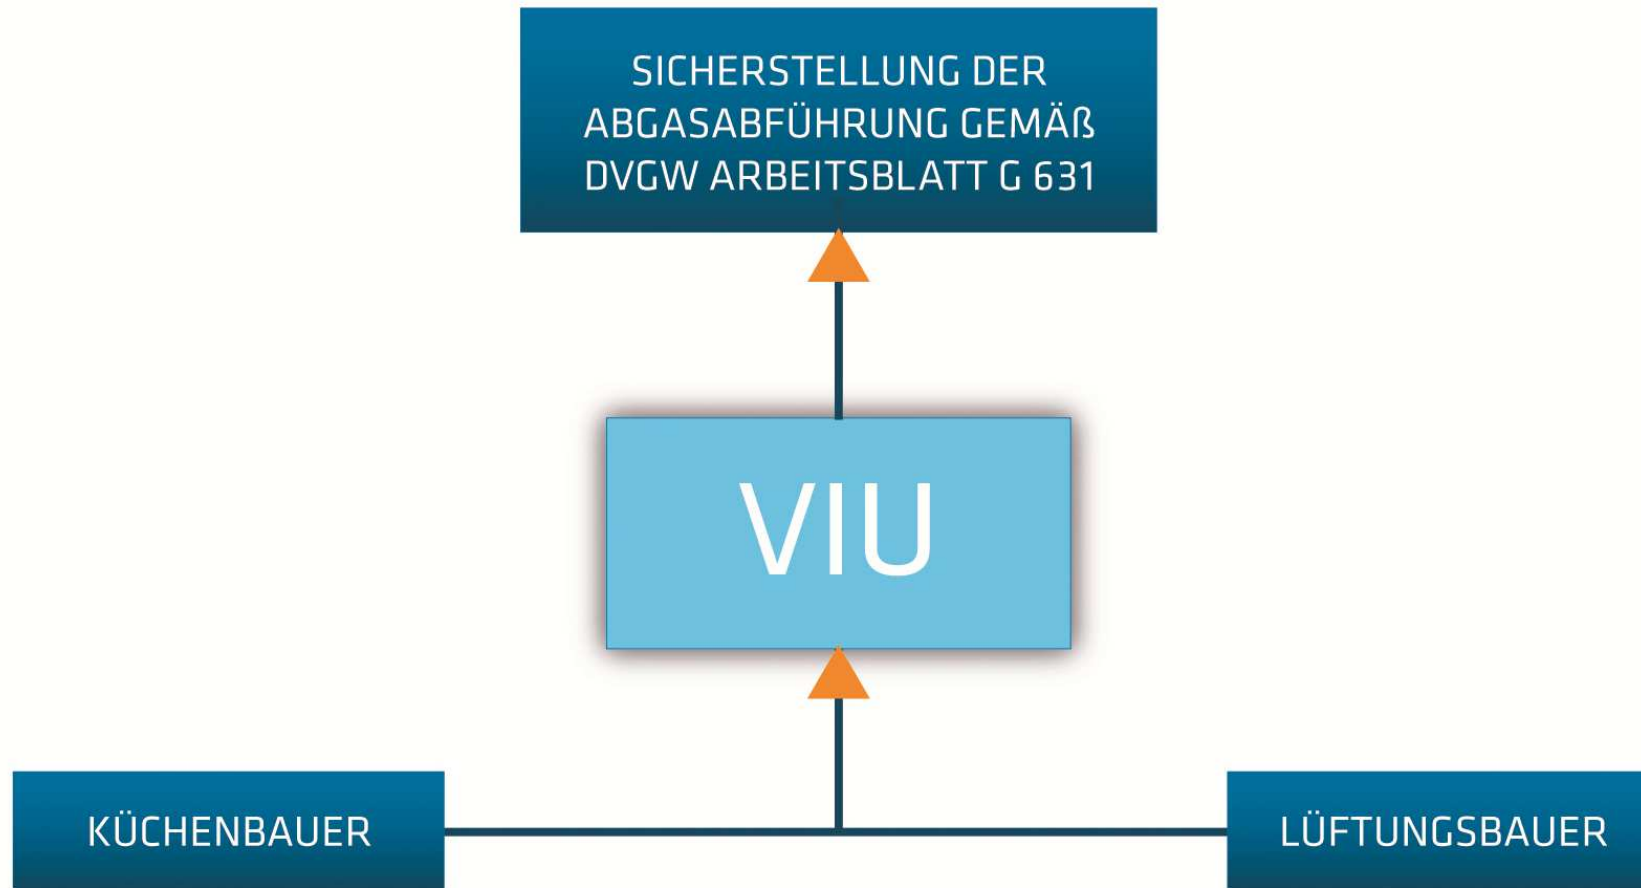 SICHERSTELLUNG DER
ABGASABFÜHRUNG GEMÄß
DVGW ARBEITSBLATT G 631
VIU
KÜCHENBAUER
LÜFTUNGSBAUER